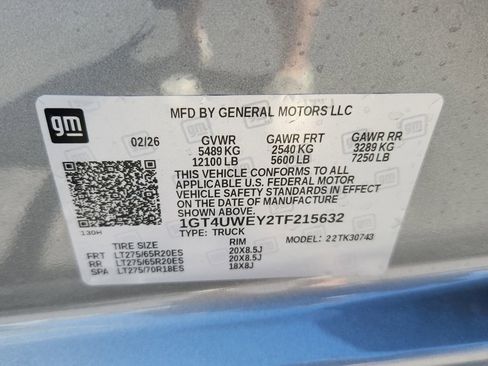 gm
MFD BY GENERAL MOTORS LLC
02/26 GVWR GAWR FRT GAWR RR
5489 KG 2540 KG 3289 KG
12100 LB 5600 LB 7250 LB
THIS VEHICLE CONFORMS TO ALL
APPLICABLE U.S. FEDERAL MOTOR
VEHICLE SAFETY STANDARDS IN EFFECT
ON THE DATE OF MANUFACTURE
SHOWN ABOVE.
1GT4UWEY2TF215632
130H TYPE: TRUCK
TIRE SIZE RIM MODEL: 22TK30743
FRT LT275/65R20ES 20X8.5J
RR LT275/65R20ES 20X8.5J
SPA LT275/70R18ES 18X8J